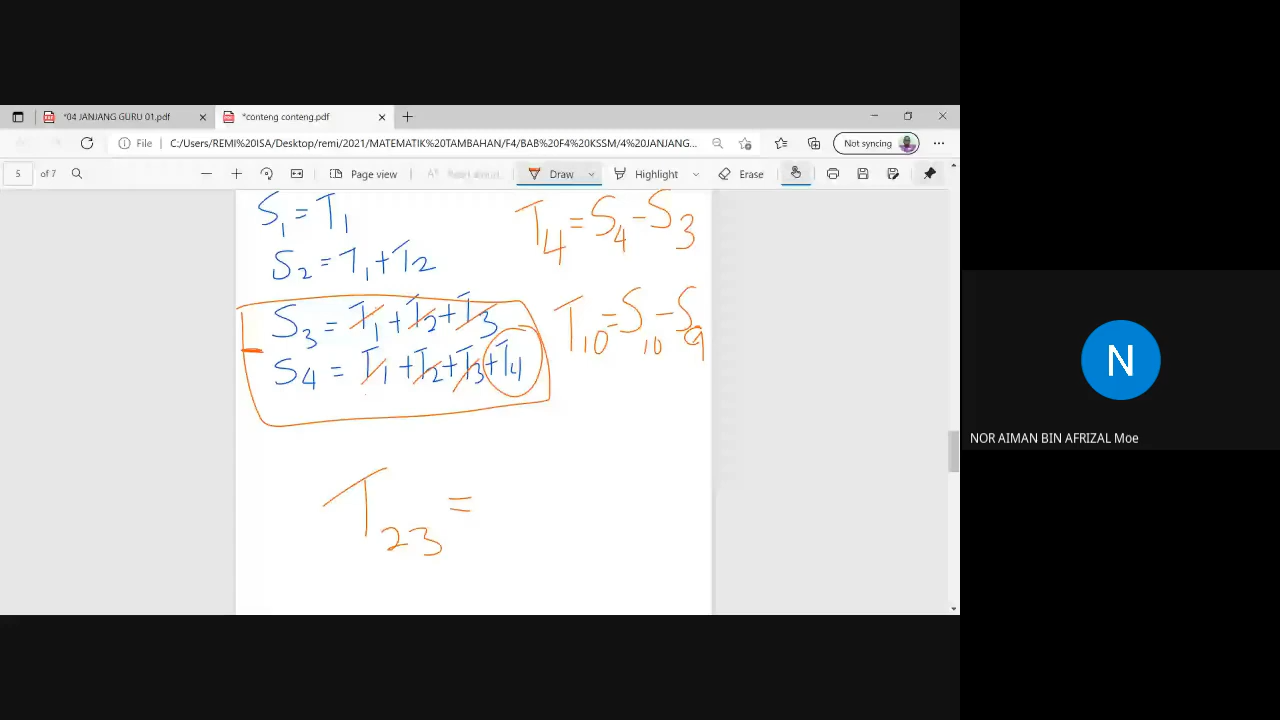 *04 JANJANG GURU 01.pdf
*conteng conteng.pdf
File
C:/Users/REMI%20ISA/Desktop/remi/2021/MATEMATIK%20TAMBAHAN/F4/BAB%20F4%20KSSM/4%20JANJANG...
Not syncing
5 of 7
Page view
Read aloud
Draw
Highlight
Erase
S₁ = T₁
S₂ = T₁ + T₂
S₃ = T₁ + T₂ + T₃
S₄ = T₁ + T₂ + T₃ + T₄
T₄ = S₄ - S₃
T₁₀ = S₁₀ - S₉
T₂₃ =
N
NOR AIMAN BIN AFRIZAL Moe